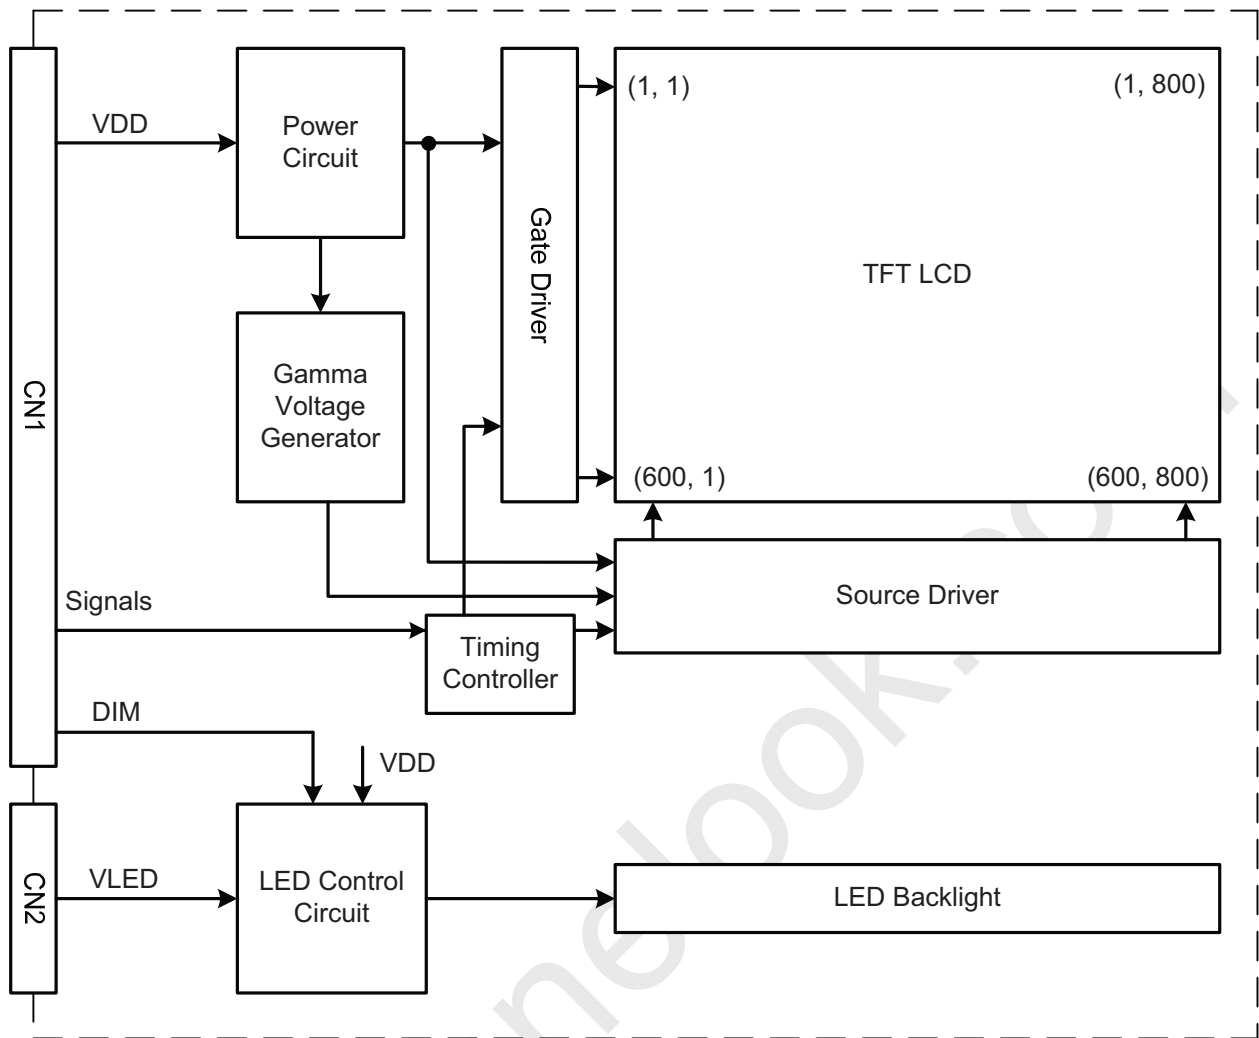 (1, 1)
(1, 800)
VDD
Power
Circuit
Gate Driver
TFT LCD
CN1
Gamma
Voltage
Generator
(600, 1)
(600, 800)
Signals
Source Driver
Timing
Controller
DIM
VDD
CN2
VLED
LED Control
Circuit
LED Backlight